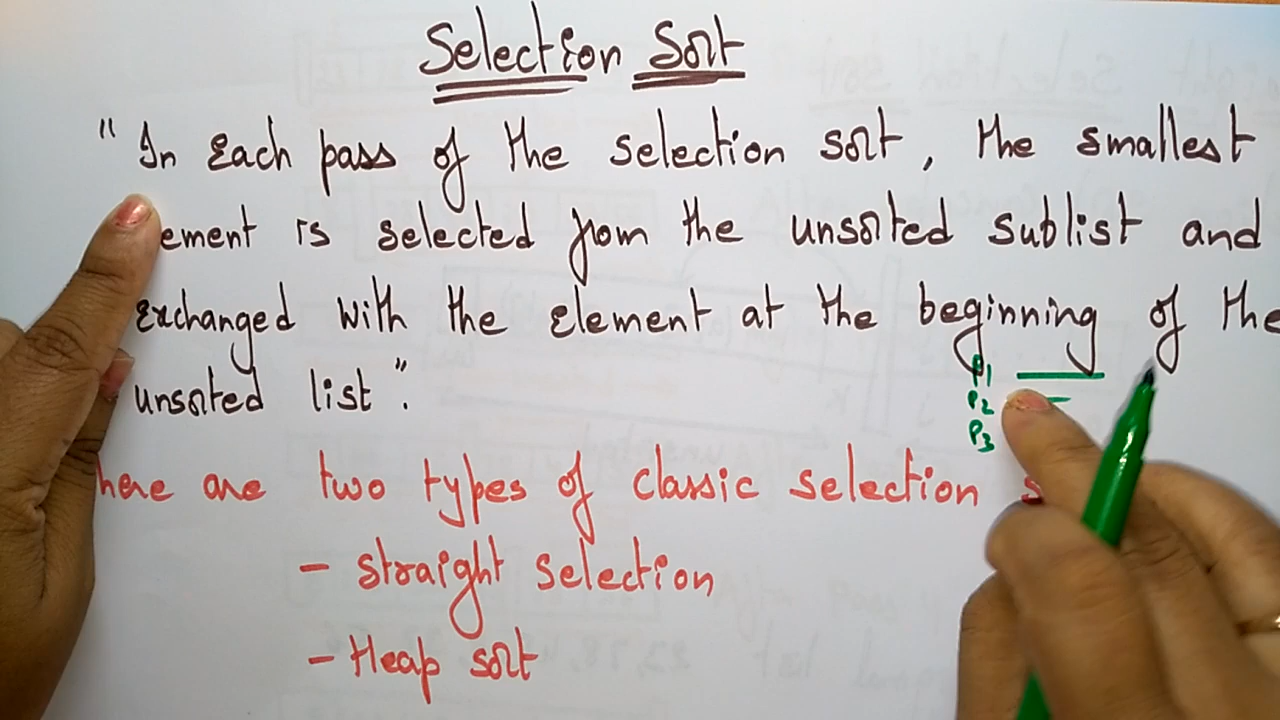 Selection Sort
" In Each pass of the selection sort, the smallest
ement is selected from the unsorted sublist and
Exchanged with the Element at the beginning of the
unsorted list".
P1
P2
P3
here are two types of classic selection s
- straight selection
- Heap sort